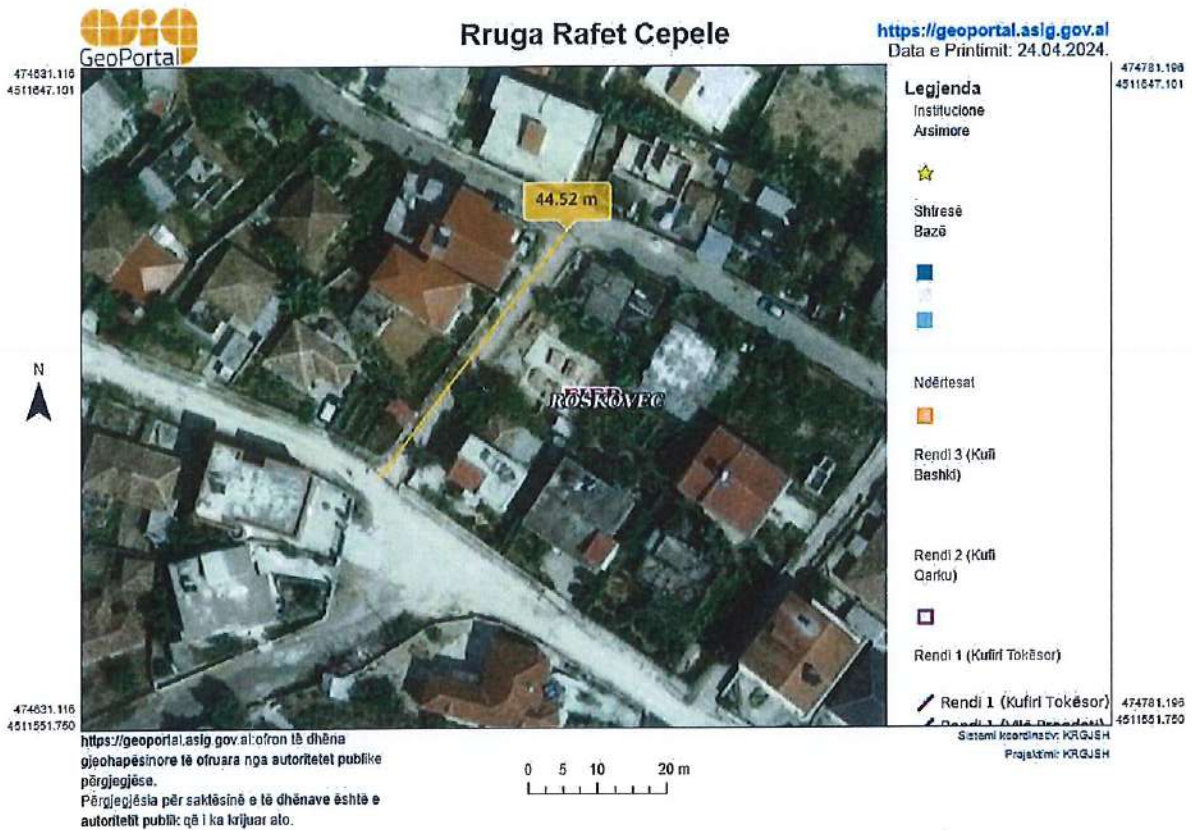 asig
GeoPortal
Rruga Rafet Cepele
https://geoportal.asig.gov.al
Data e Printimit: 24.04.2024.
474631.116
4511647.101
474781.196
4511647.101
Legjenda
Institucione
Arsimore
Shtresë
Bazë
Ndërtesat
Rendi 3 (Kufi
Bashki)
Rendi 2 (Kufi
Qarku)
Rendi 1 (Kufiri Tokësor)
Rendi 1 (Kufiri Tokësor)
44.52 m
ROSKOVEC
N
474631.116
4511551.750
474781.196
4511551.750
Sistemi koordinativ: KRGJSH
Projektimi: KRGJSH
https://geoportal.asig.gov.al:ofron të dhëna
gjeohapësinore të ofruara nga autoritetet publike
përgjegjëse.
Përgjegjësia për saktësinë e të dhënave është e
autoritetit publik që i ka krijuar ato.
0 5 10 20 m